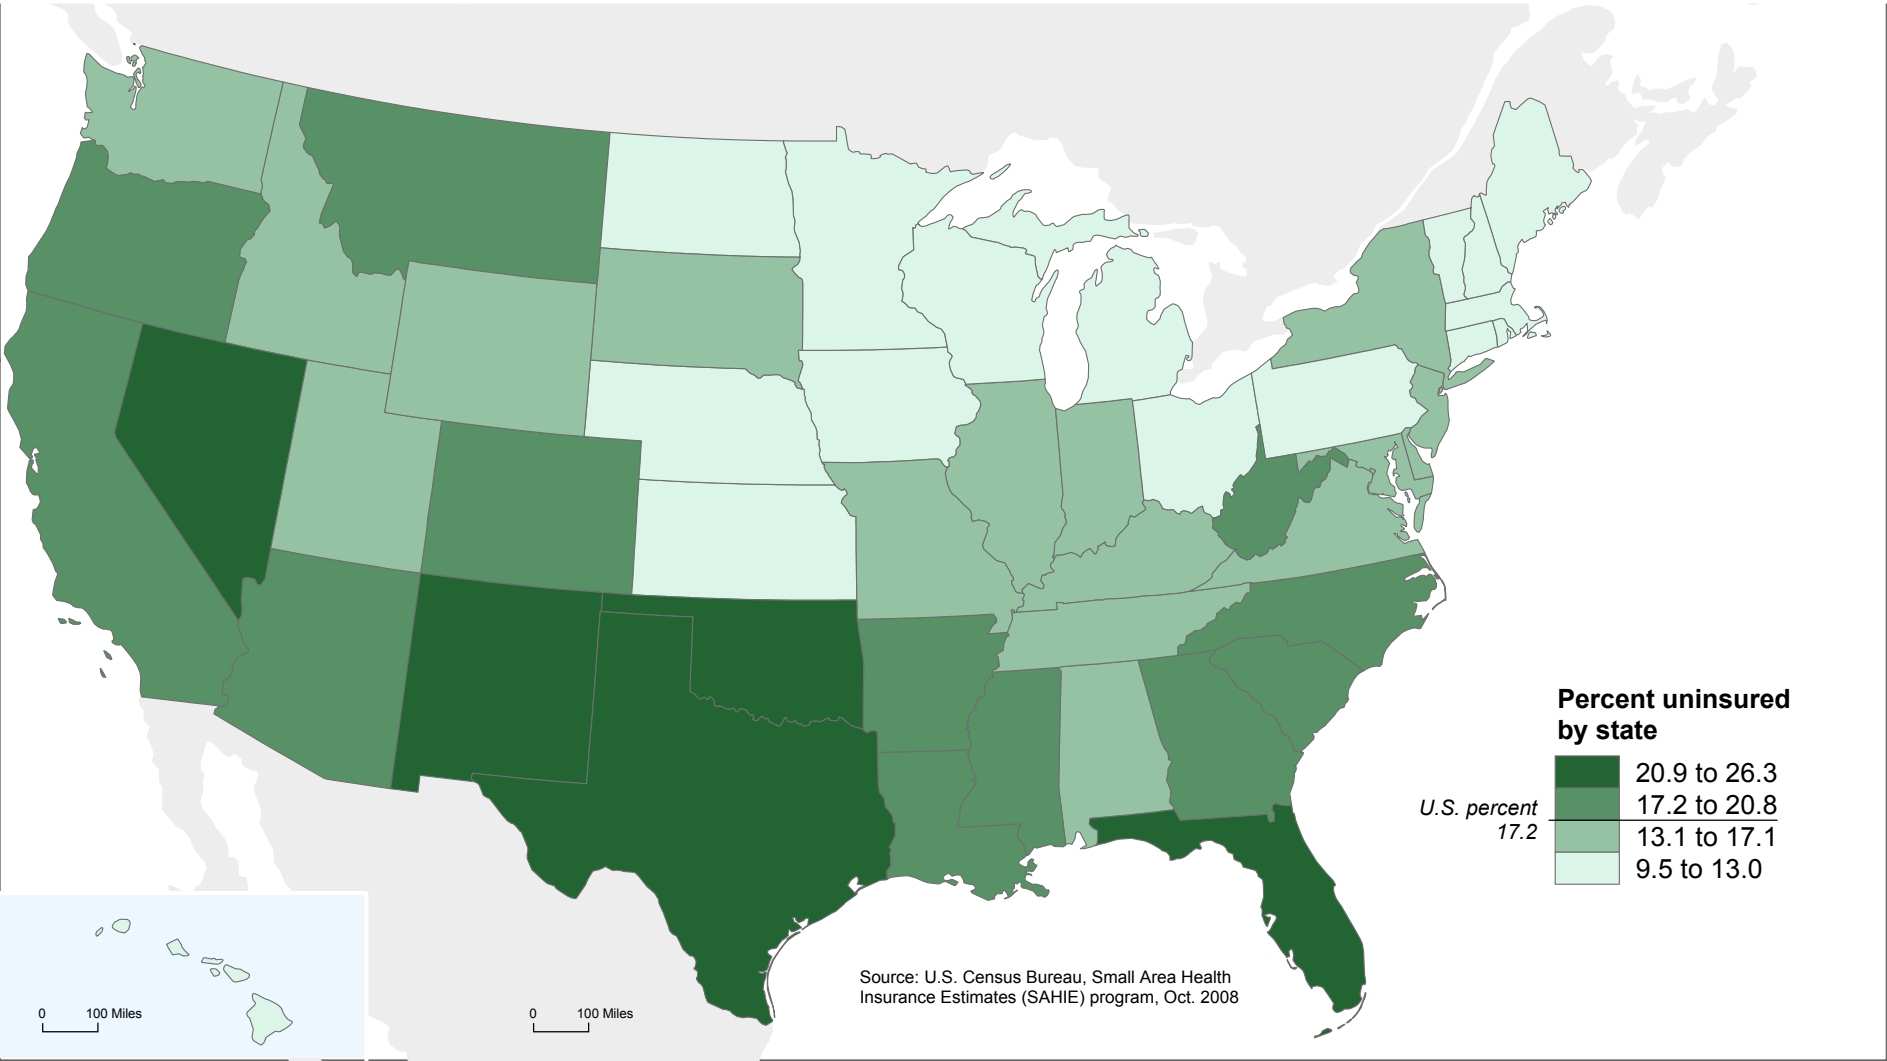 Percent uninsured
by state
20.9 to 26.3
17.2 to 20.8
U.S. percent
17.2
13.1 to 17.1
9.5 to 13.0
Source: U.S. Census Bureau, Small Area Health
Insurance Estimates (SAHIE) program, Oct. 2008
0 100 Miles
0 100 Miles